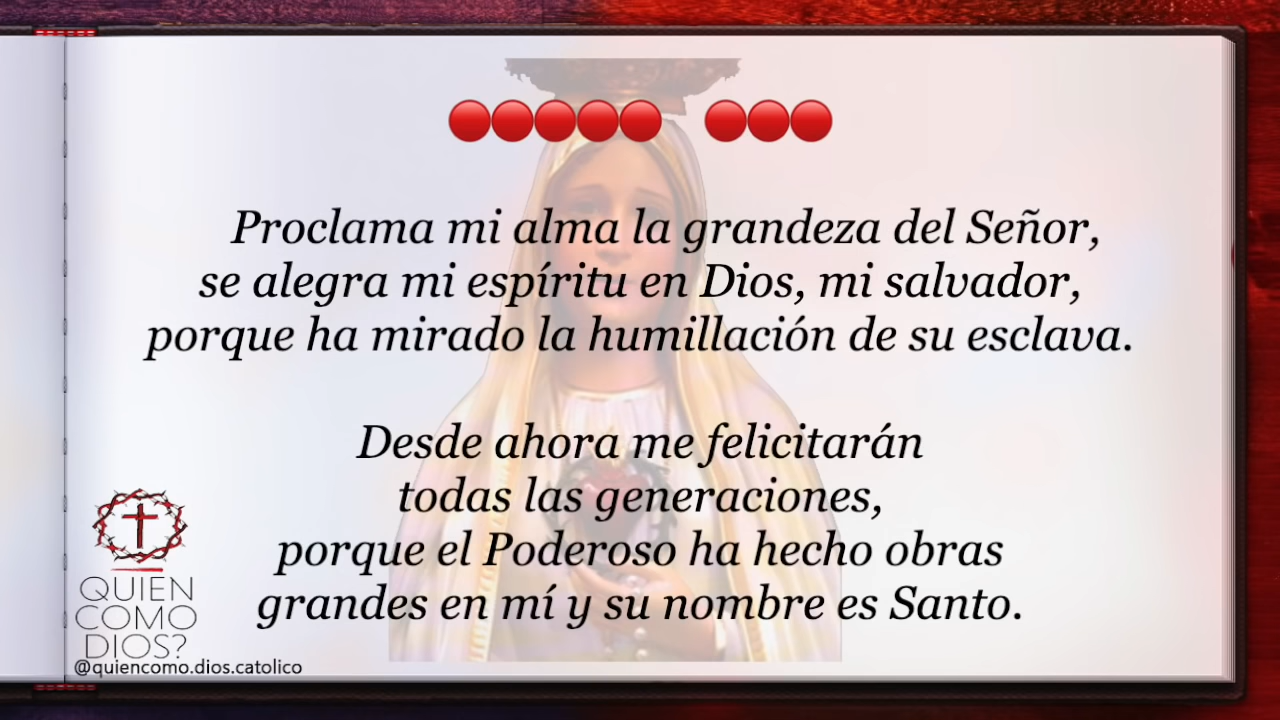 Proclama mi alma la grandeza del Señor,
se alegra mi espíritu en Dios, mi salvador,
porque ha mirado la humillación de su esclava.
Desde ahora me felicitarán
todas las generaciones,
porque el Poderoso ha hecho obras
grandes en mí y su nombre es Santo.
QUIEN
COMO
DIOS?
@quiencomo.dios.catolico